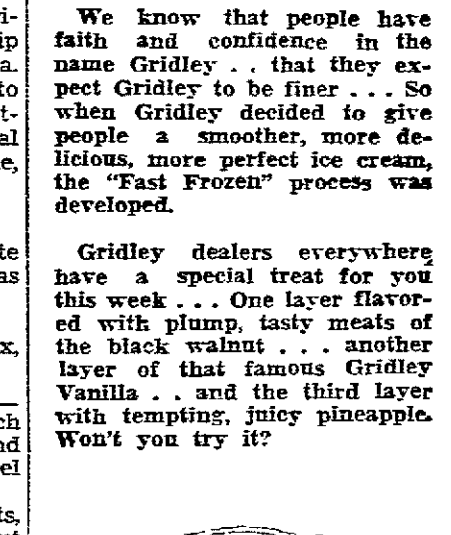 We know that people have
faith and confidence in the
name Gridley . . that they ex-
pect Gridley to be finer . . . So
when Gridley decided to give
people a smoother, more de-
licious, more perfect ice cream,
the "Fast Frozen" process was
developed.
Gridley dealers everywhere
have a special treat for you
this week . . . One layer flavor-
ed with plump, tasty meats of
the black walnut . . . another
layer of that famous Gridley
Vanilla . . and the third layer
with tempting, juicy pineapple.
Won't you try it?